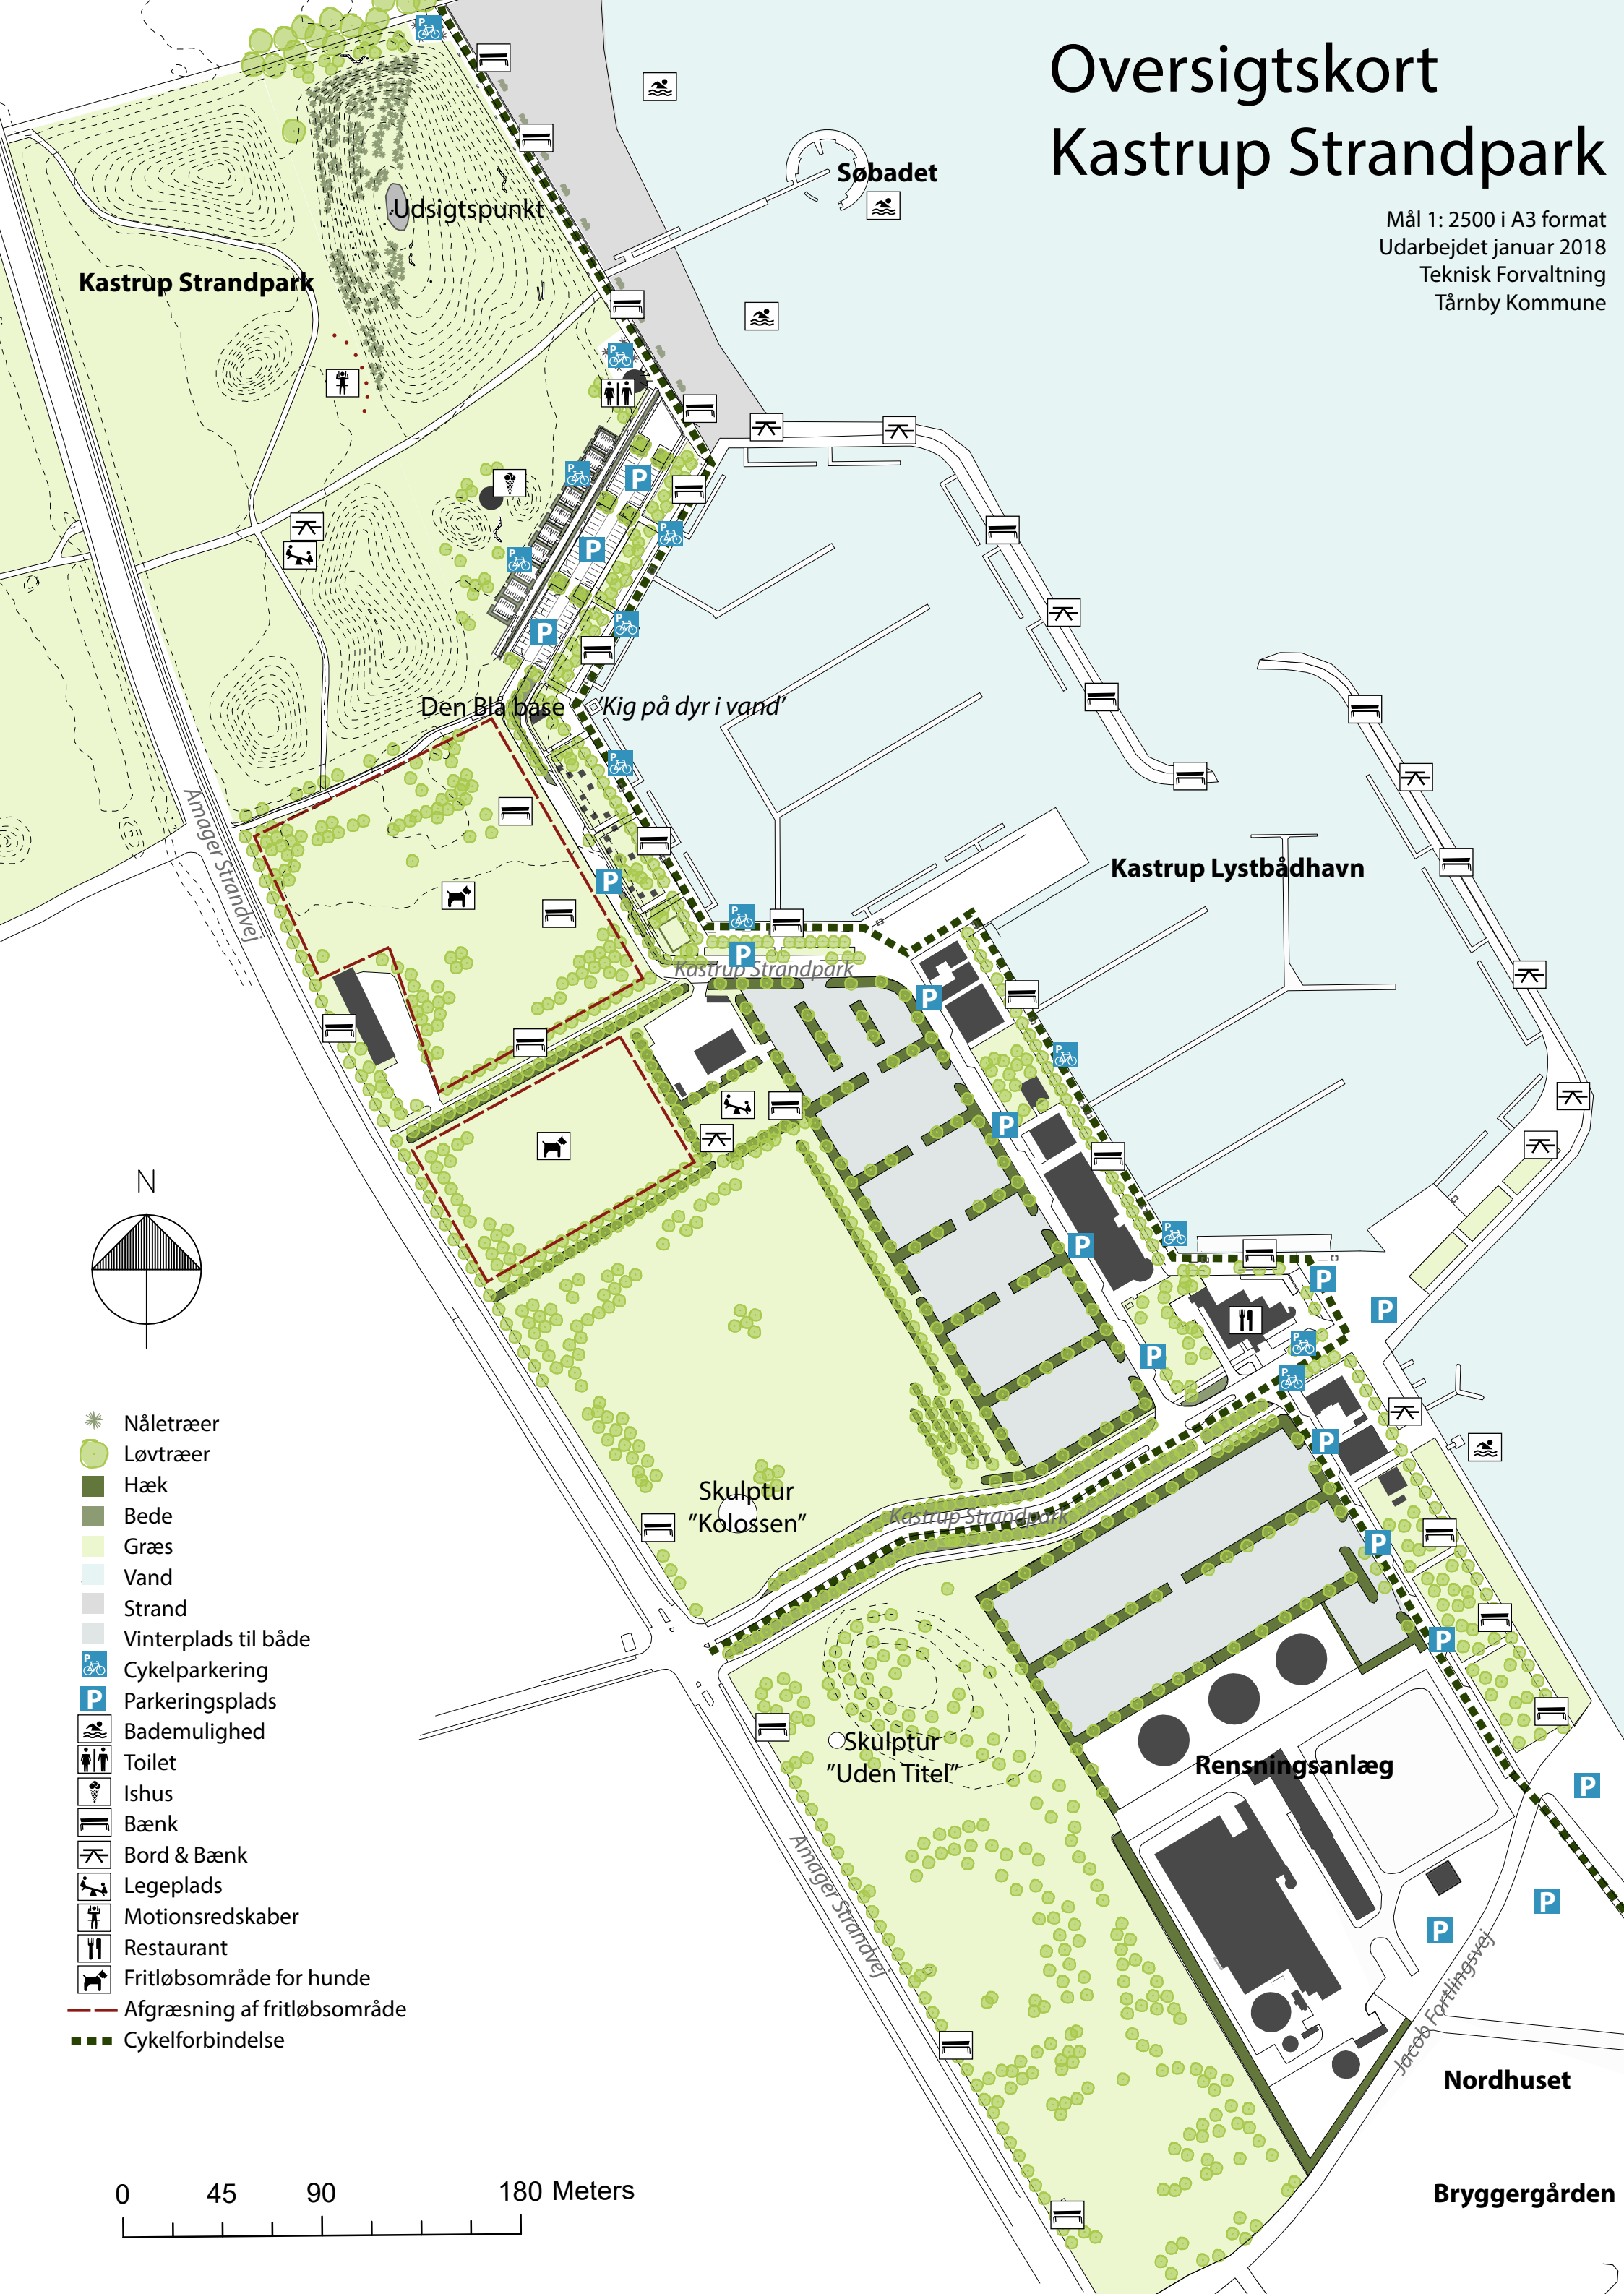 Oversigtskort
Kastrup Strandpark
Mål 1: 2500 i A3 format
Udarbejdet januar 2018
Teknisk Forvaltning
Tårnby Kommune
P
Søbadet
Udsigtspunkt
Kastrup Strandpark
P
P
P
P
P
P
P
Den Blå base
'Kig på dyr i vand'
P
Amager Strandvej
Kastrup Lystbådhavn
P
P
P
P
Kastrup Strandpark
P
P
P
N
P
P
P
P
P
P
P
P
Skulptur
"Kolossen"
Kastrup Strandpark
P
P
Skulptur
"Uden Titel"
Rensningsanlæg
P
Amager Strandvej
P
P
Jacob Fortlingsvej
Nordhuset
Bryggergården
Nåletræer
Løvtræer
Hæk
Bede
Græs
Vand
Strand
Vinterplads til både
P Cykelparkering
P Parkeringsplads
Bademulighed
Toilet
Ishus
Bænk
Bord & Bænk
Legeplads
Motionsredskaber
Restaurant
Fritløbsområde for hunde
Afgræsning af fritløbsområde
Cykelforbindelse
0 45 90 180 Meters